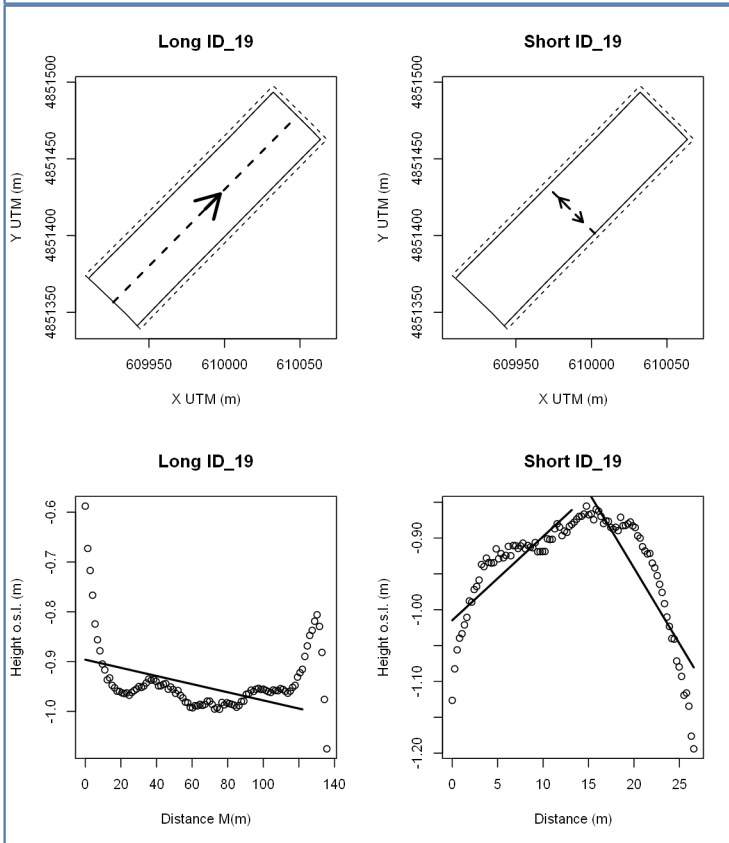 Long ID_19
Short ID_19
4851500
4851450
4851400
4851350
Y UTM (m)
609950 610000 610050
X UTM (m)
4851500
4851450
4851400
4851350
Y UTM (m)
609950 610000 610050
X UTM (m)
Long ID_19
Short ID_19
-0.6
-0.7
-0.8
-0.9
-1.0
Height o.s.l. (m)
0 20 40 60 80 100 140
Distance M(m)
-0.90
-1.00
-1.10
-1.20
Height o.s.l. (m)
0 5 10 15 20 25
Distance (m)